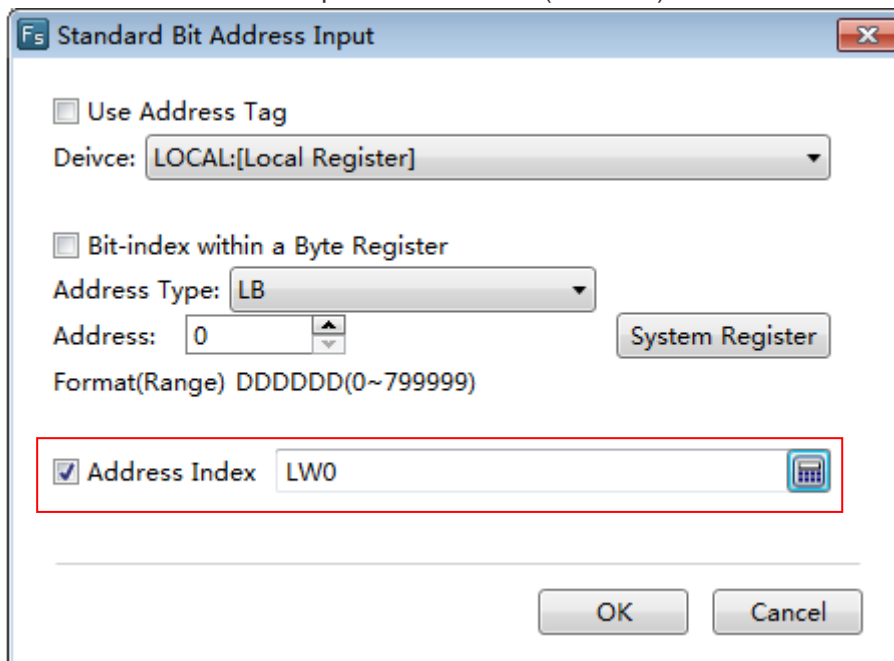 Fs Standard Bit Address Input
Use Address Tag
Deivce: LOCAL:[Local Register]
Bit-index within a Byte Register
Address Type: LB
Address: 0
System Register
Format(Range) DDDDDD(0~799999)
Address Index LW0
OK Cancel